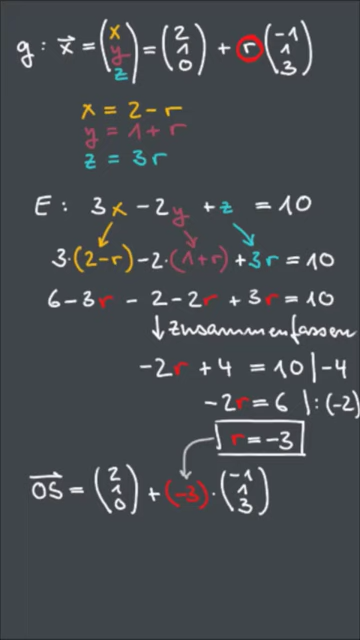 g: x⃗ = (x y z) = (2 1 0) + r (-1 1 3)
x = 2 - r
y = 1 + r
z = 3r
E: 3x - 2y + z = 10
3·(2-r) - 2·(1+r) + 3r = 10
6 - 3r - 2 - 2r + 3r = 10
↓ zusammenfassen
-2r + 4 = 10 | -4
-2r = 6 | :(-2)
r = -3
OS⃗ = (2 1 0) + (-3)·(-1 1 3)